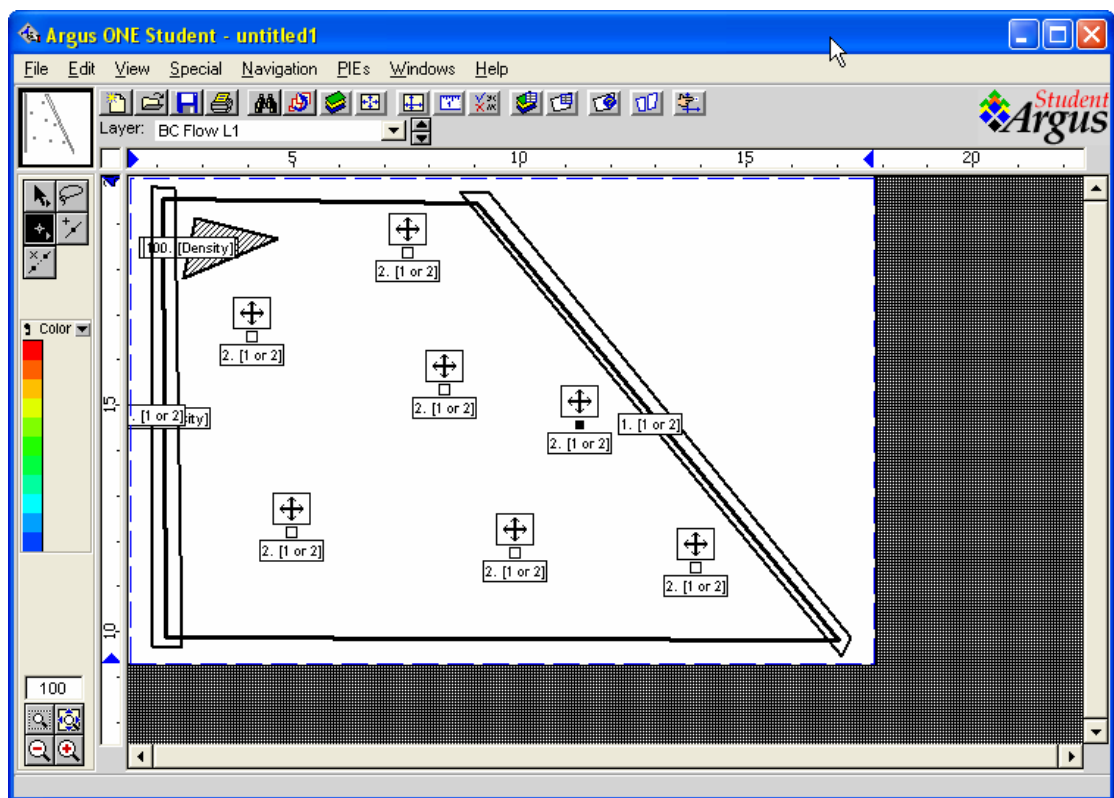 Argus ONE Student - untitled1
File Edit View Special Navigation PIEs Windows Help
Layer: BC Flow L1
Student
Argus
5 10 15 20
100. [Density]
2. [1 or 2]
2. [1 or 2]
2. [1 or 2]
Color
15
. [1 or 2]sity]
1. [1 or 2]
2. [1 or 2]
2. [1 or 2]
2. [1 or 2]
2. [1 or 2]
10
100